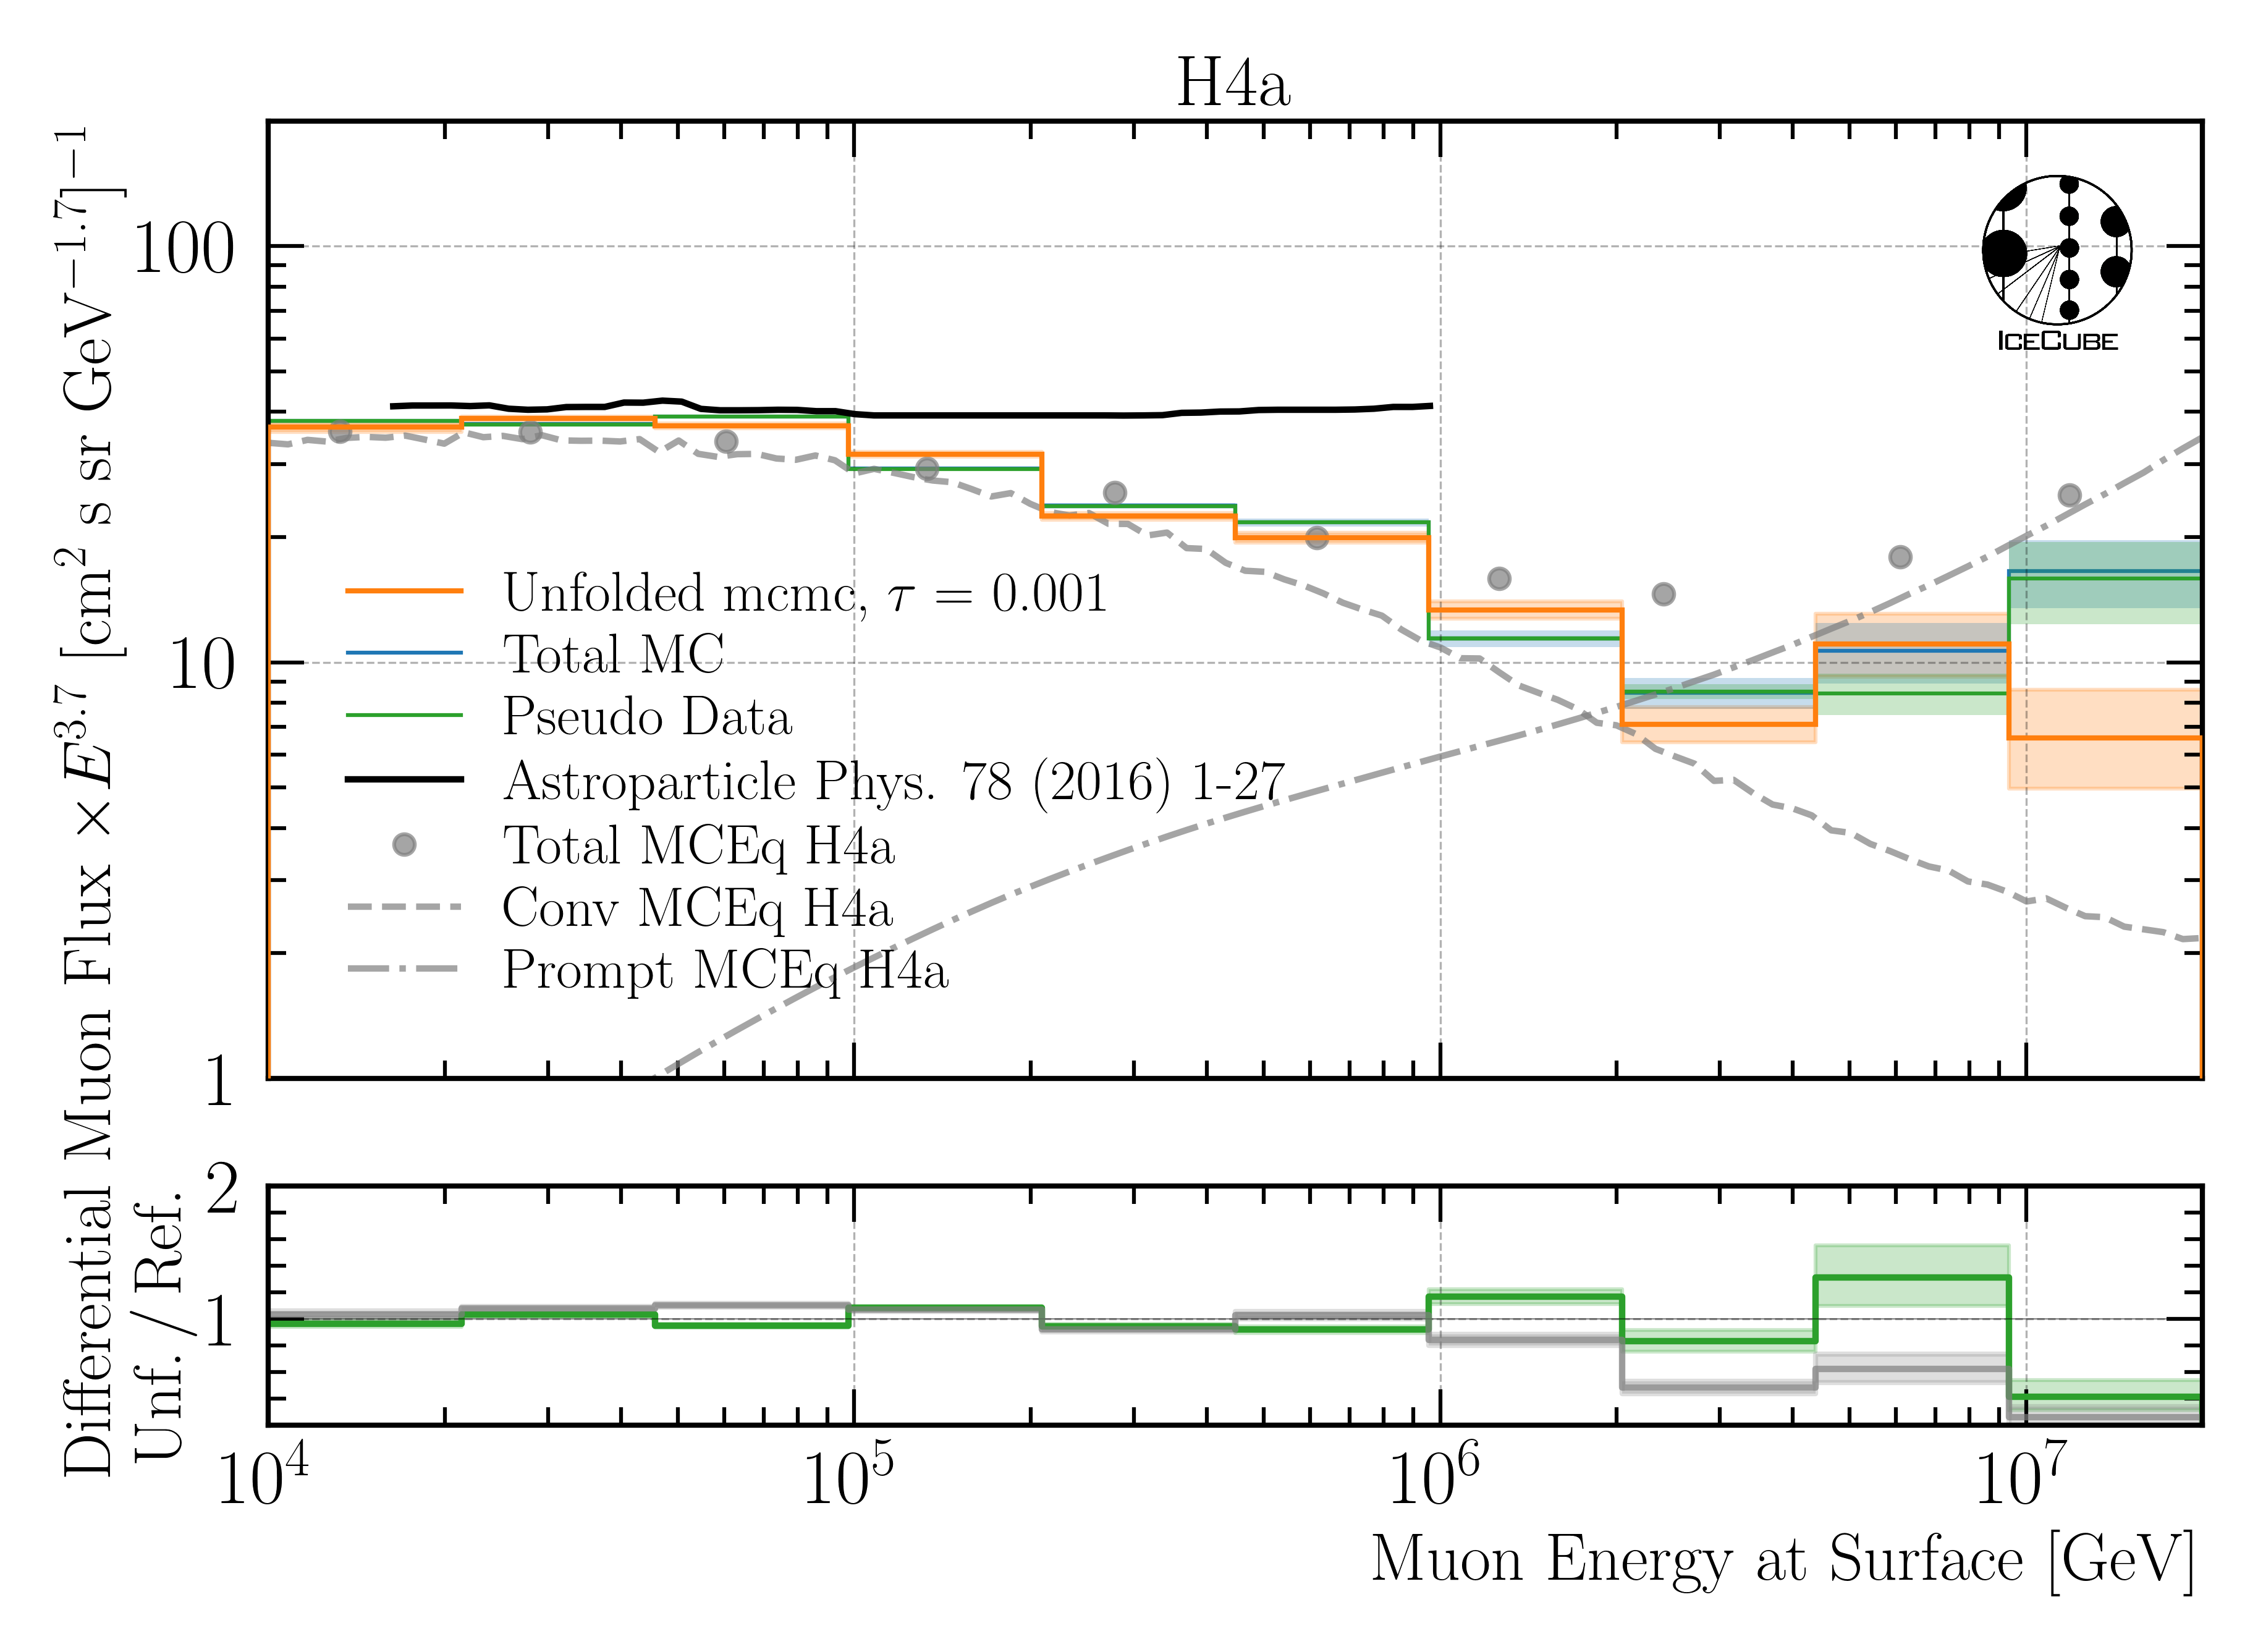 H4a
Differential Muon Flux ×E^3.7 [cm^2 s sr GeV^−1.7]^−1
100
10
1
ICECUBE
Unfolded mcmc, τ = 0.001
Total MC
Pseudo Data
Astroparticle Phys. 78 (2016) 1-27
Total MCEq H4a
Conv MCEq H4a
Prompt MCEq H4a
Unf./Ref.
2
1
10^4 10^5 10^6 10^7
Muon Energy at Surface [GeV]